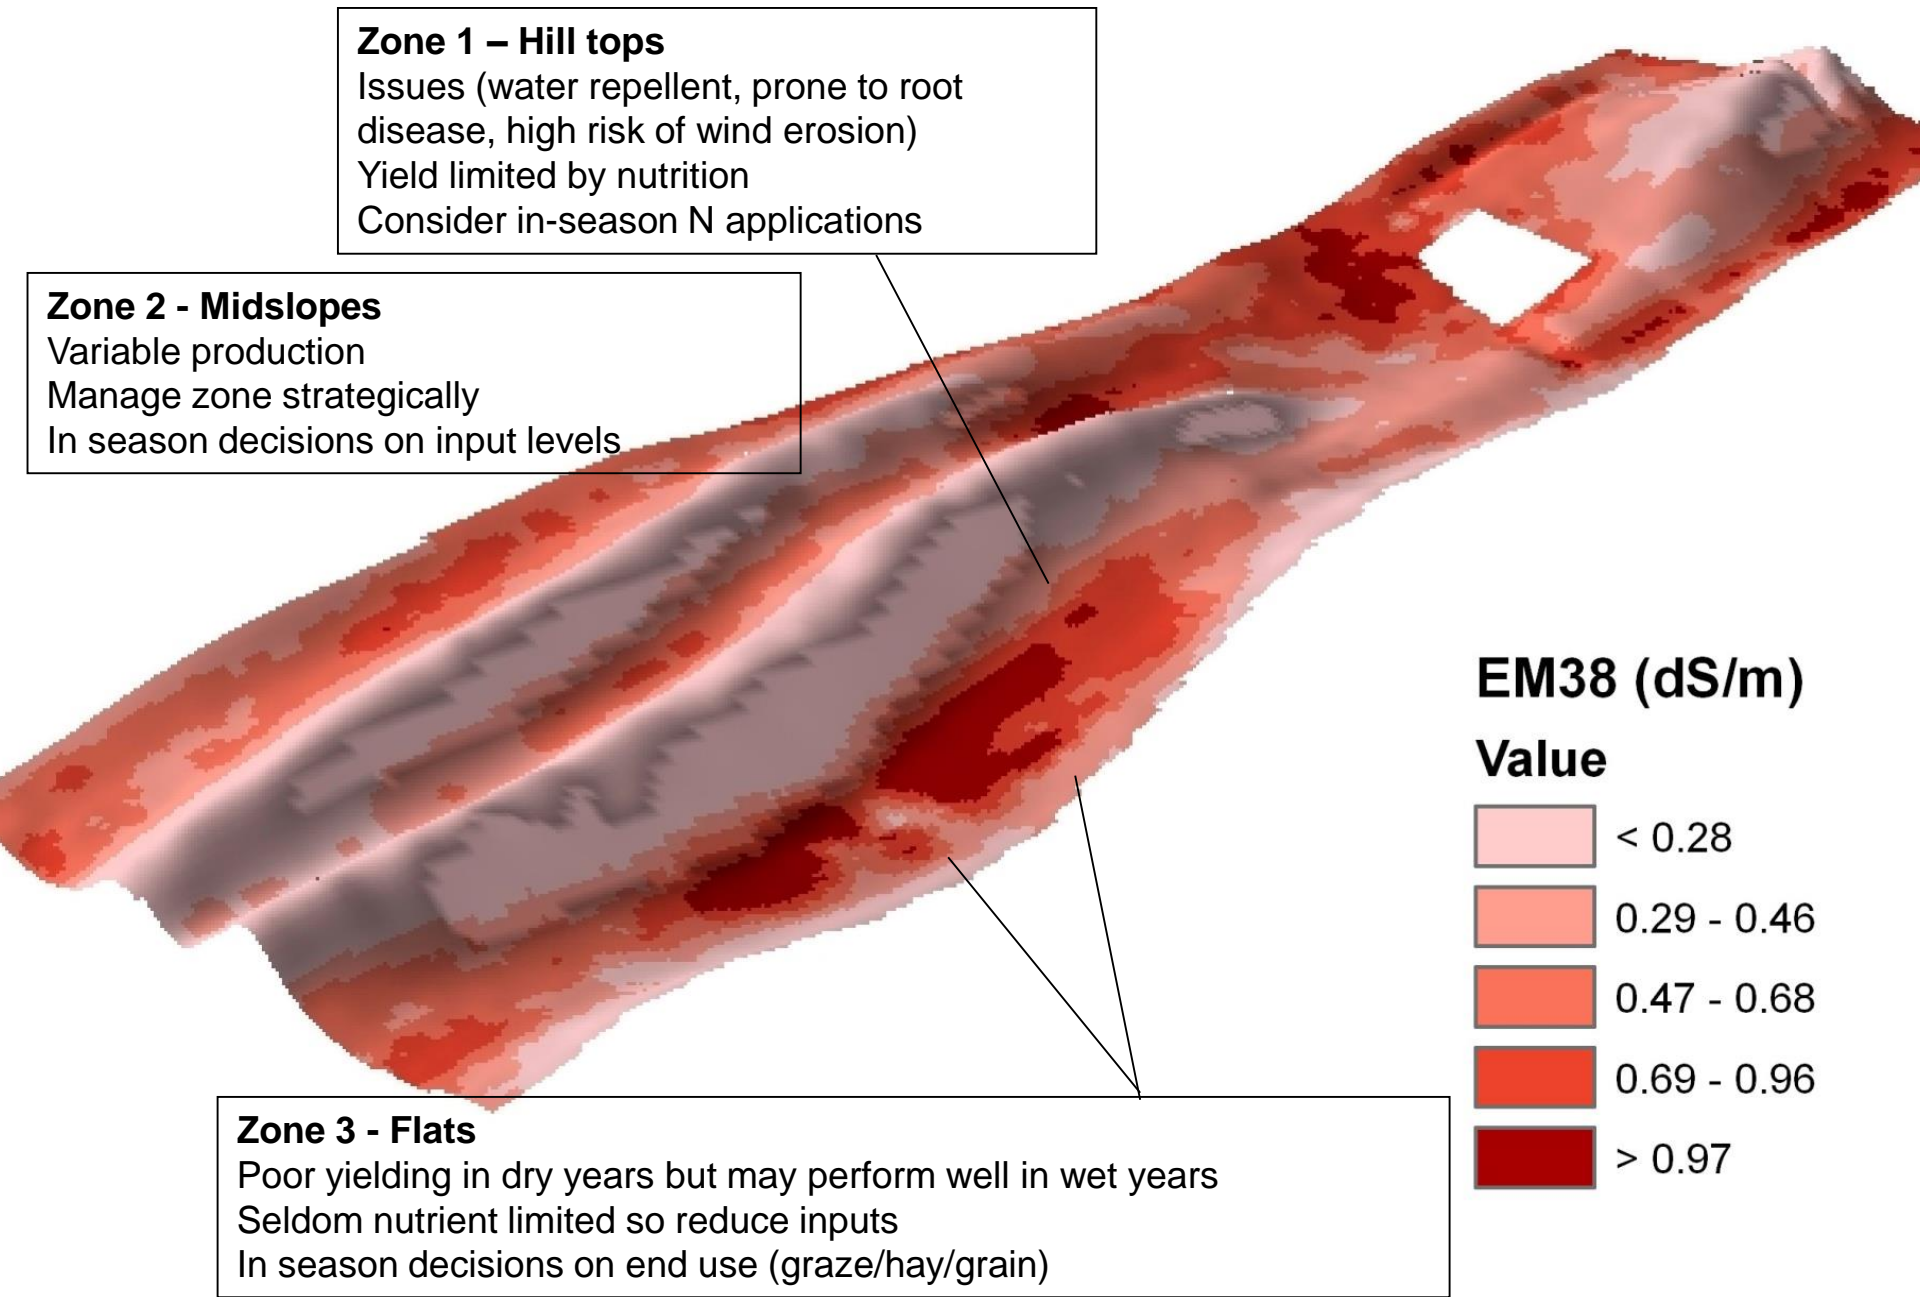 Zone 1 – Hill tops
Issues (water repellent, prone to root
disease, high risk of wind erosion)
Yield limited by nutrition
Consider in-season N applications
Zone 2 - Midslopes
Variable production
Manage zone strategically
In season decisions on input levels
EM38 (dS/m)
Value
< 0.28
0.29 - 0.46
0.47 - 0.68
0.69 - 0.96
> 0.97
Zone 3 - Flats
Poor yielding in dry years but may perform well in wet years
Seldom nutrient limited so reduce inputs
In season decisions on end use (graze/hay/grain)